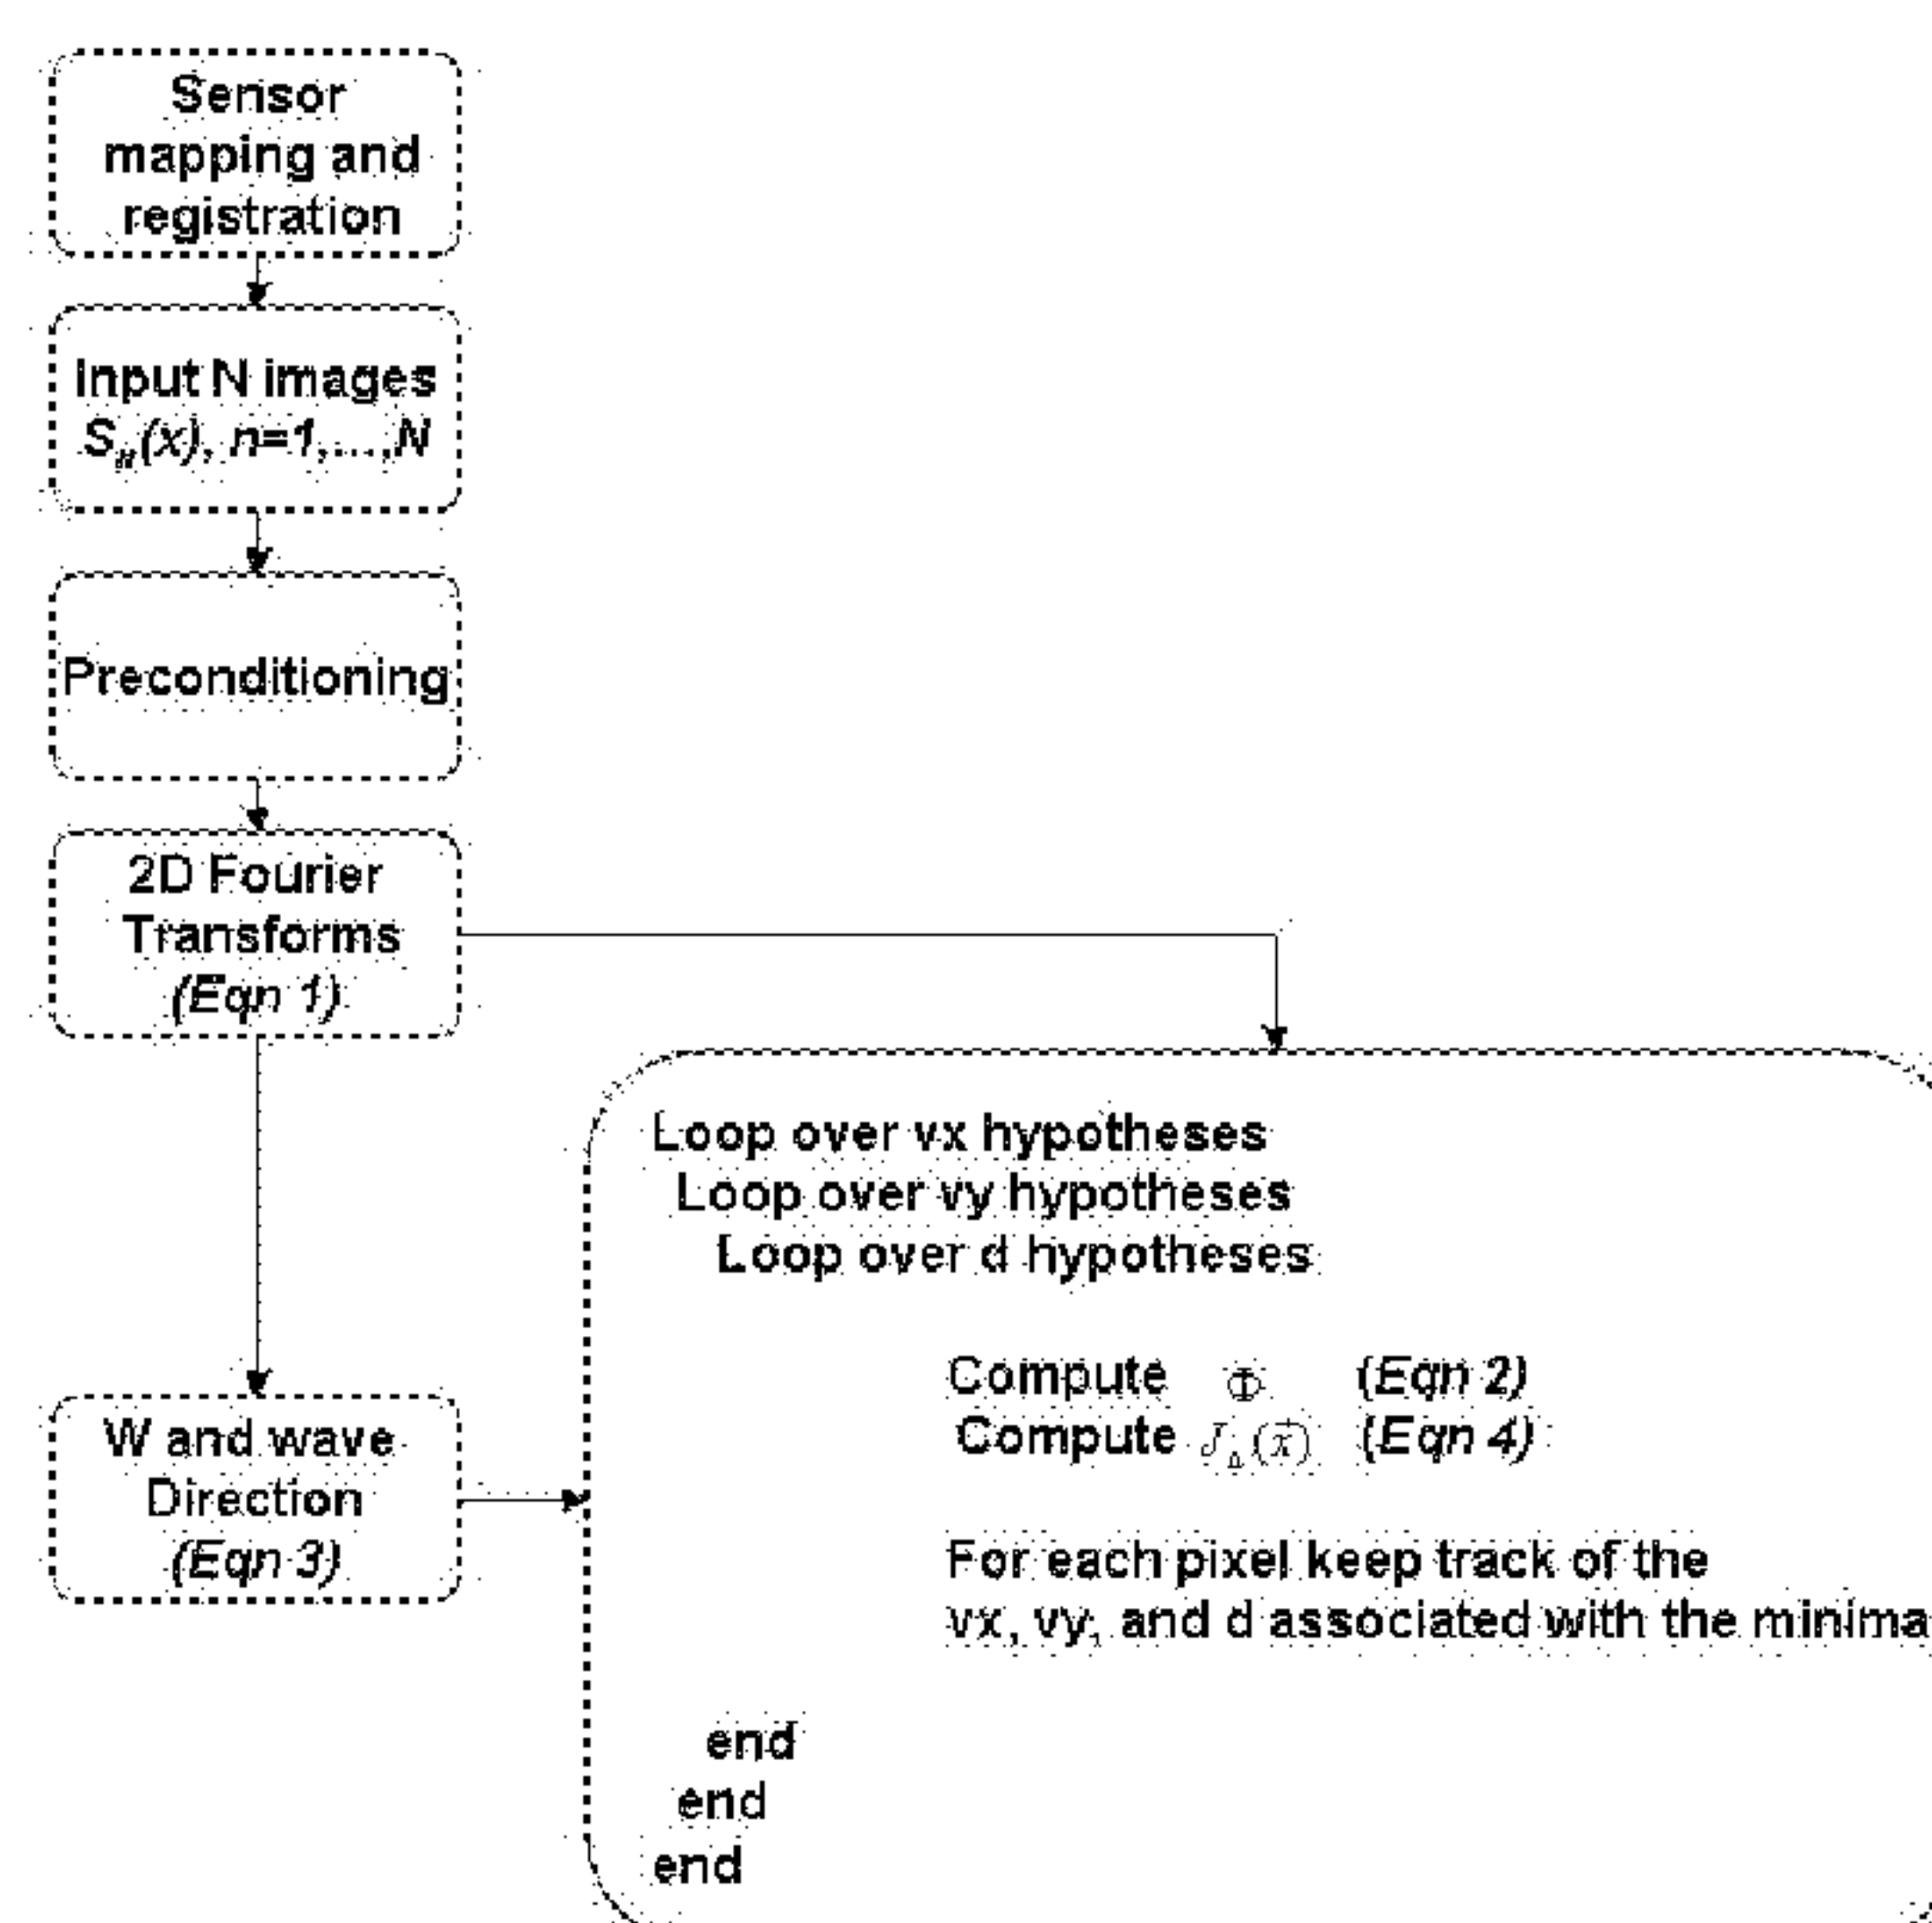 Sensor
mapping and
registration
Input N images
S_N(x), n=1,...,N
Preconditioning
2D Fourier
Transforms
(Eqn 1)
Loop over vx hypotheses
Loop over vy hypotheses
Loop over d hypotheses
Compute Φ (Eqn 2)
Compute J_Δ(x⃗) (Eqn 4)
W and wave
Direction
(Eqn 3)
For each pixel keep track of the
vx, vy, and d associated with the minima
end
end
end